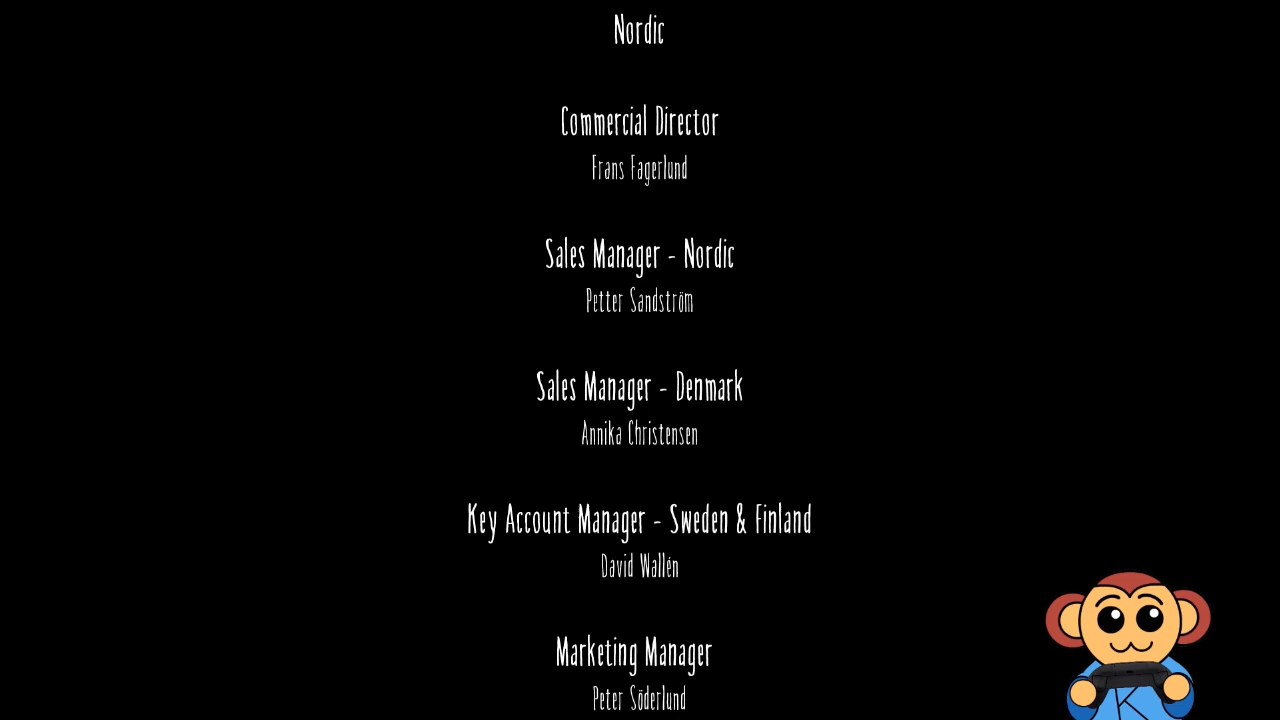 Nordic
Commercial Director
Frans Fagerlund
Sales Manager - Nordic
Petter Sandström
Sales Manager - Denmark
Annika Christensen
Key Account Manager - Sweden & Finland
David Wallén
Marketing Manager
Peter Söderlund
K